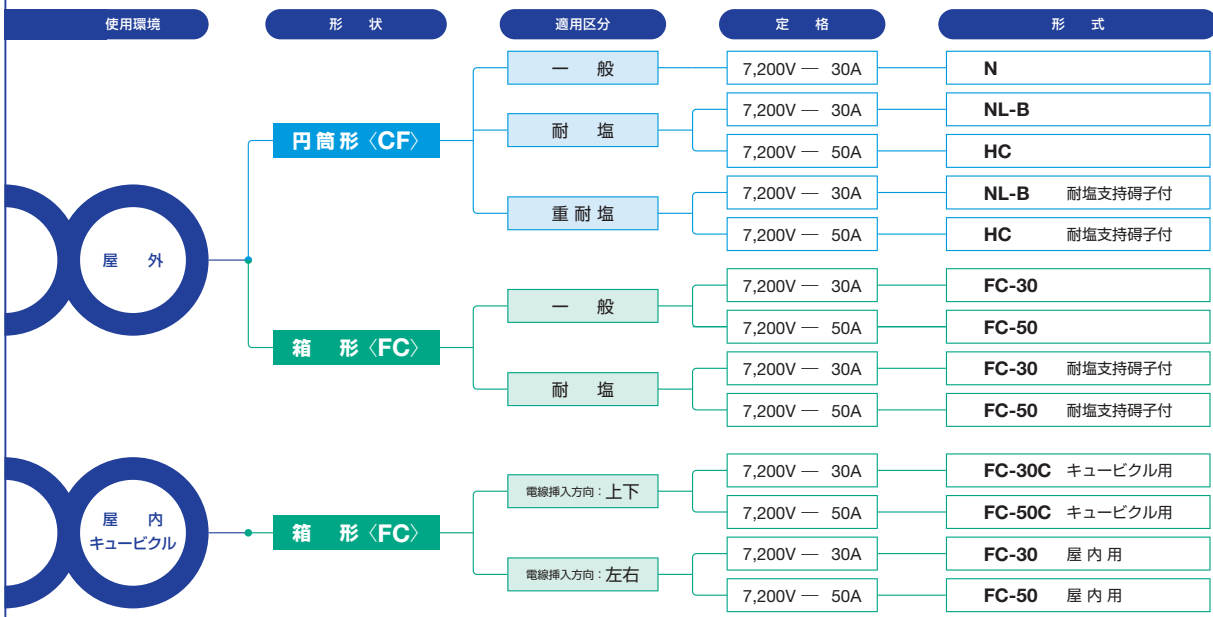 使用環境 形 状 適用区分 定 格 形 式
一 般 7,200V — 30A N
円筒形〈CF〉 耐 塩 7,200V — 30A NL-B
7,200V — 50A HC
重耐塩 7,200V — 30A NL-B 耐塩支持碍子付
7,200V — 50A HC 耐塩支持碍子付
屋 外
箱 形〈FC〉 一 般 7,200V — 30A FC-30
7,200V — 50A FC-50
耐 塩 7,200V — 30A FC-30 耐塩支持碍子付
7,200V — 50A FC-50 耐塩支持碍子付
屋 内
キュービクル
箱 形〈FC〉 電線挿入方向：上下 7,200V — 30A FC-30C キュービクル用
7,200V — 50A FC-50C キュービクル用
電線挿入方向：左右 7,200V — 30A FC-30 屋内用
7,200V — 50A FC-50 屋内用